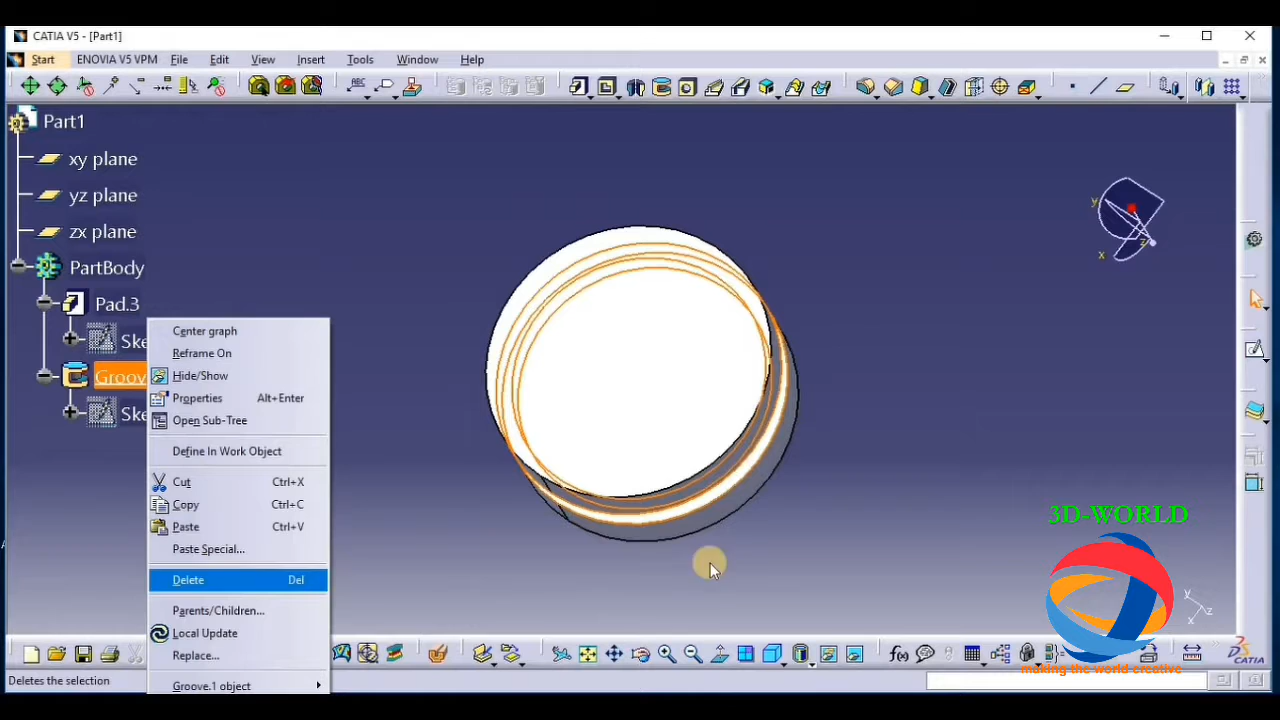 CATIA V5 - [Part1]
Start ENOVIA V5 VPM File Edit View Insert Tools Window Help
Part1
xy plane
yz plane
zx plane
PartBody
Pad.3
Ske
Groov
Ske
Center graph
Reframe On
Hide/Show
Properties Alt+Enter
Open Sub-Tree
Define In Work Object
Cut Ctrl+X
Copy Ctrl+C
Paste Ctrl+V
Paste Special...
Delete Del
Parents/Children...
Local Update
Replace...
Groove.1 object
y
x
z
3D-WORLD
y
z
x
f(x)
making the world creative
CATIA
Deletes the selection